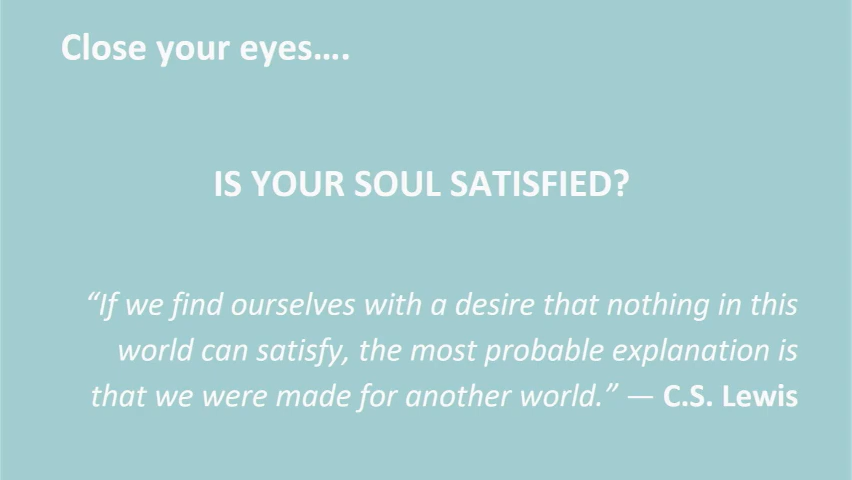 Close your eyes....
IS YOUR SOUL SATISFIED?
“If we find ourselves with a desire that nothing in this
world can satisfy, the most probable explanation is
that we were made for another world.” — C.S. Lewis